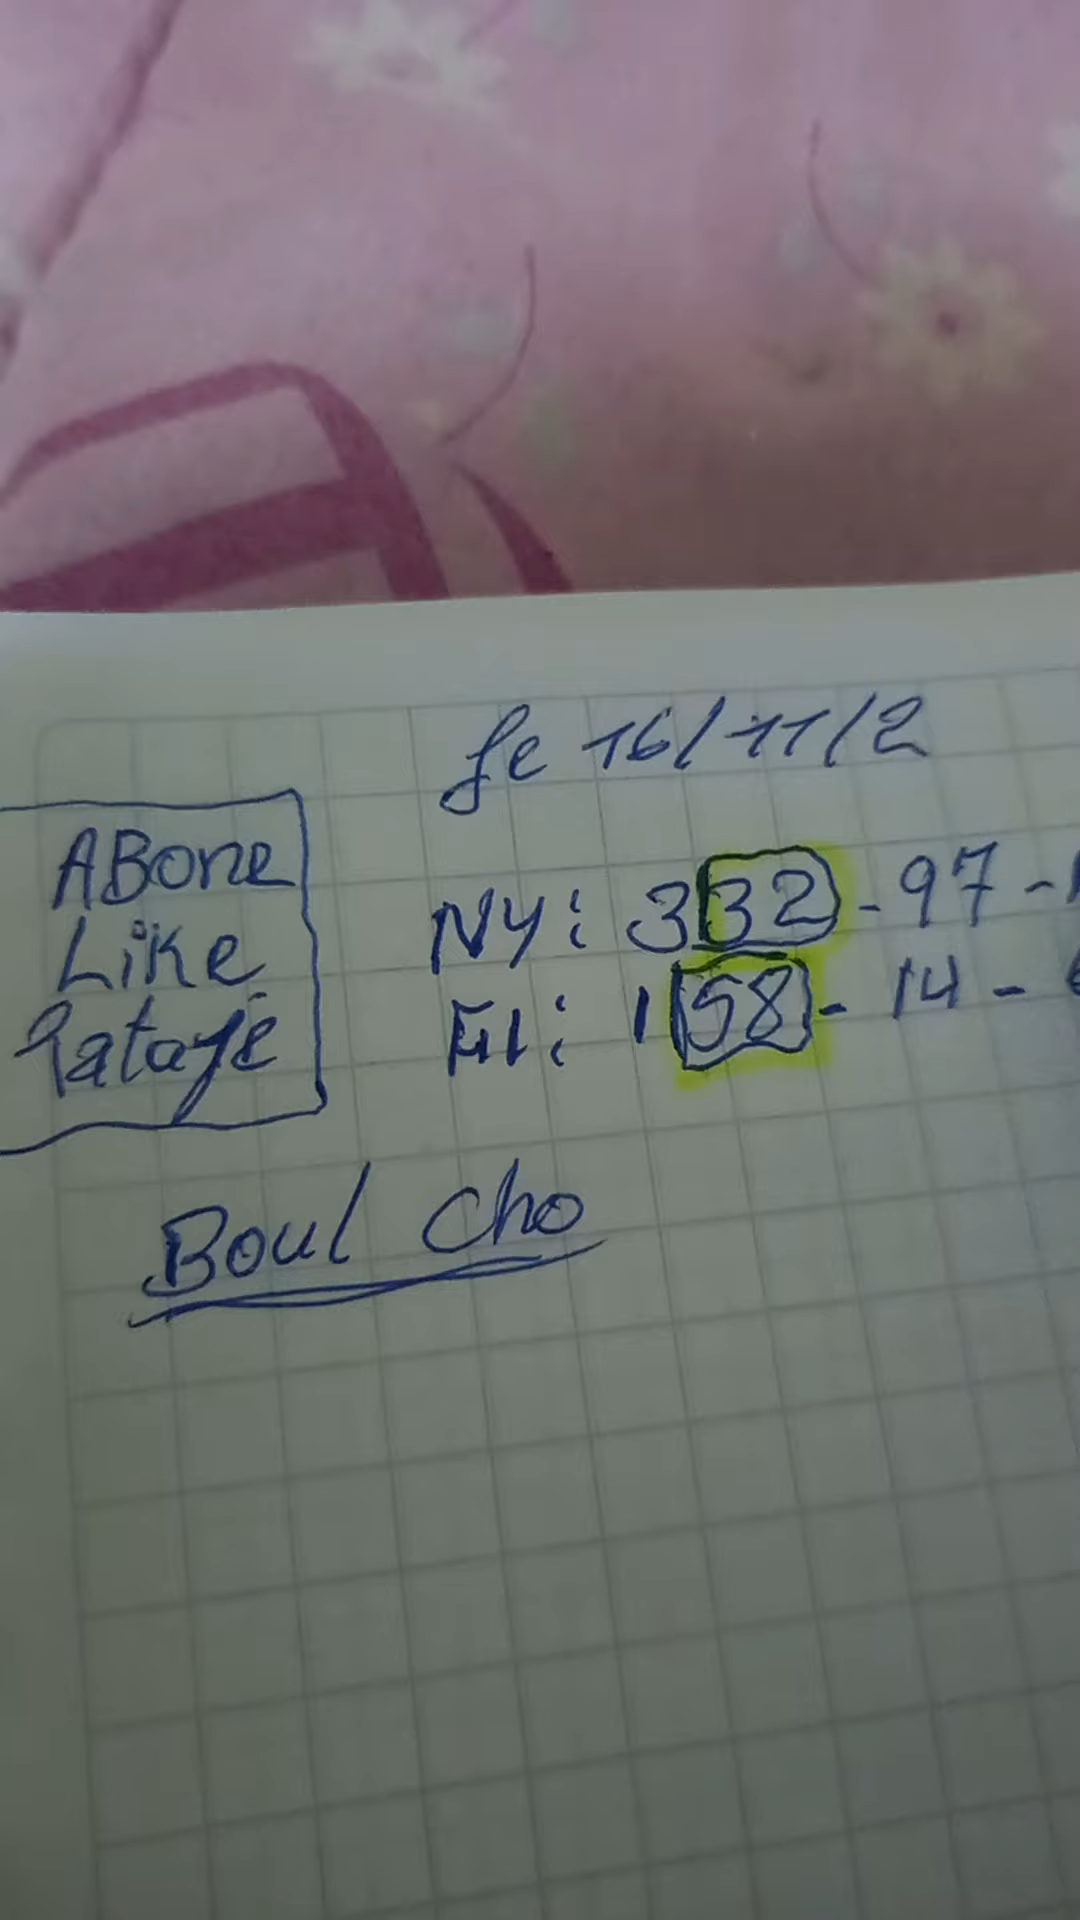 Le 16/11/2
ABone
Like
Pataje
NY: 332 - 97 -
Fl: 158 - 14 -
Boul Cho